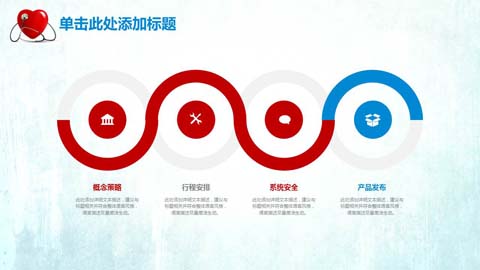 单击此处添加标题
概念策略
行程安排
系统安全
产品发布
此处添加详细文本描述，建议与
标题相关并符合整体语言风格，
语言描述尽量简洁生动。
此处添加详细文本描述，建议与
标题相关并符合整体语言风格，
语言描述尽量简洁生动。
此处添加详细文本描述，建议与
标题相关并符合整体语言风格，
语言描述尽量简洁生动。
此处添加详细文本描述，建议与
标题相关并符合整体语言风格，
语言描述尽量简洁生动。